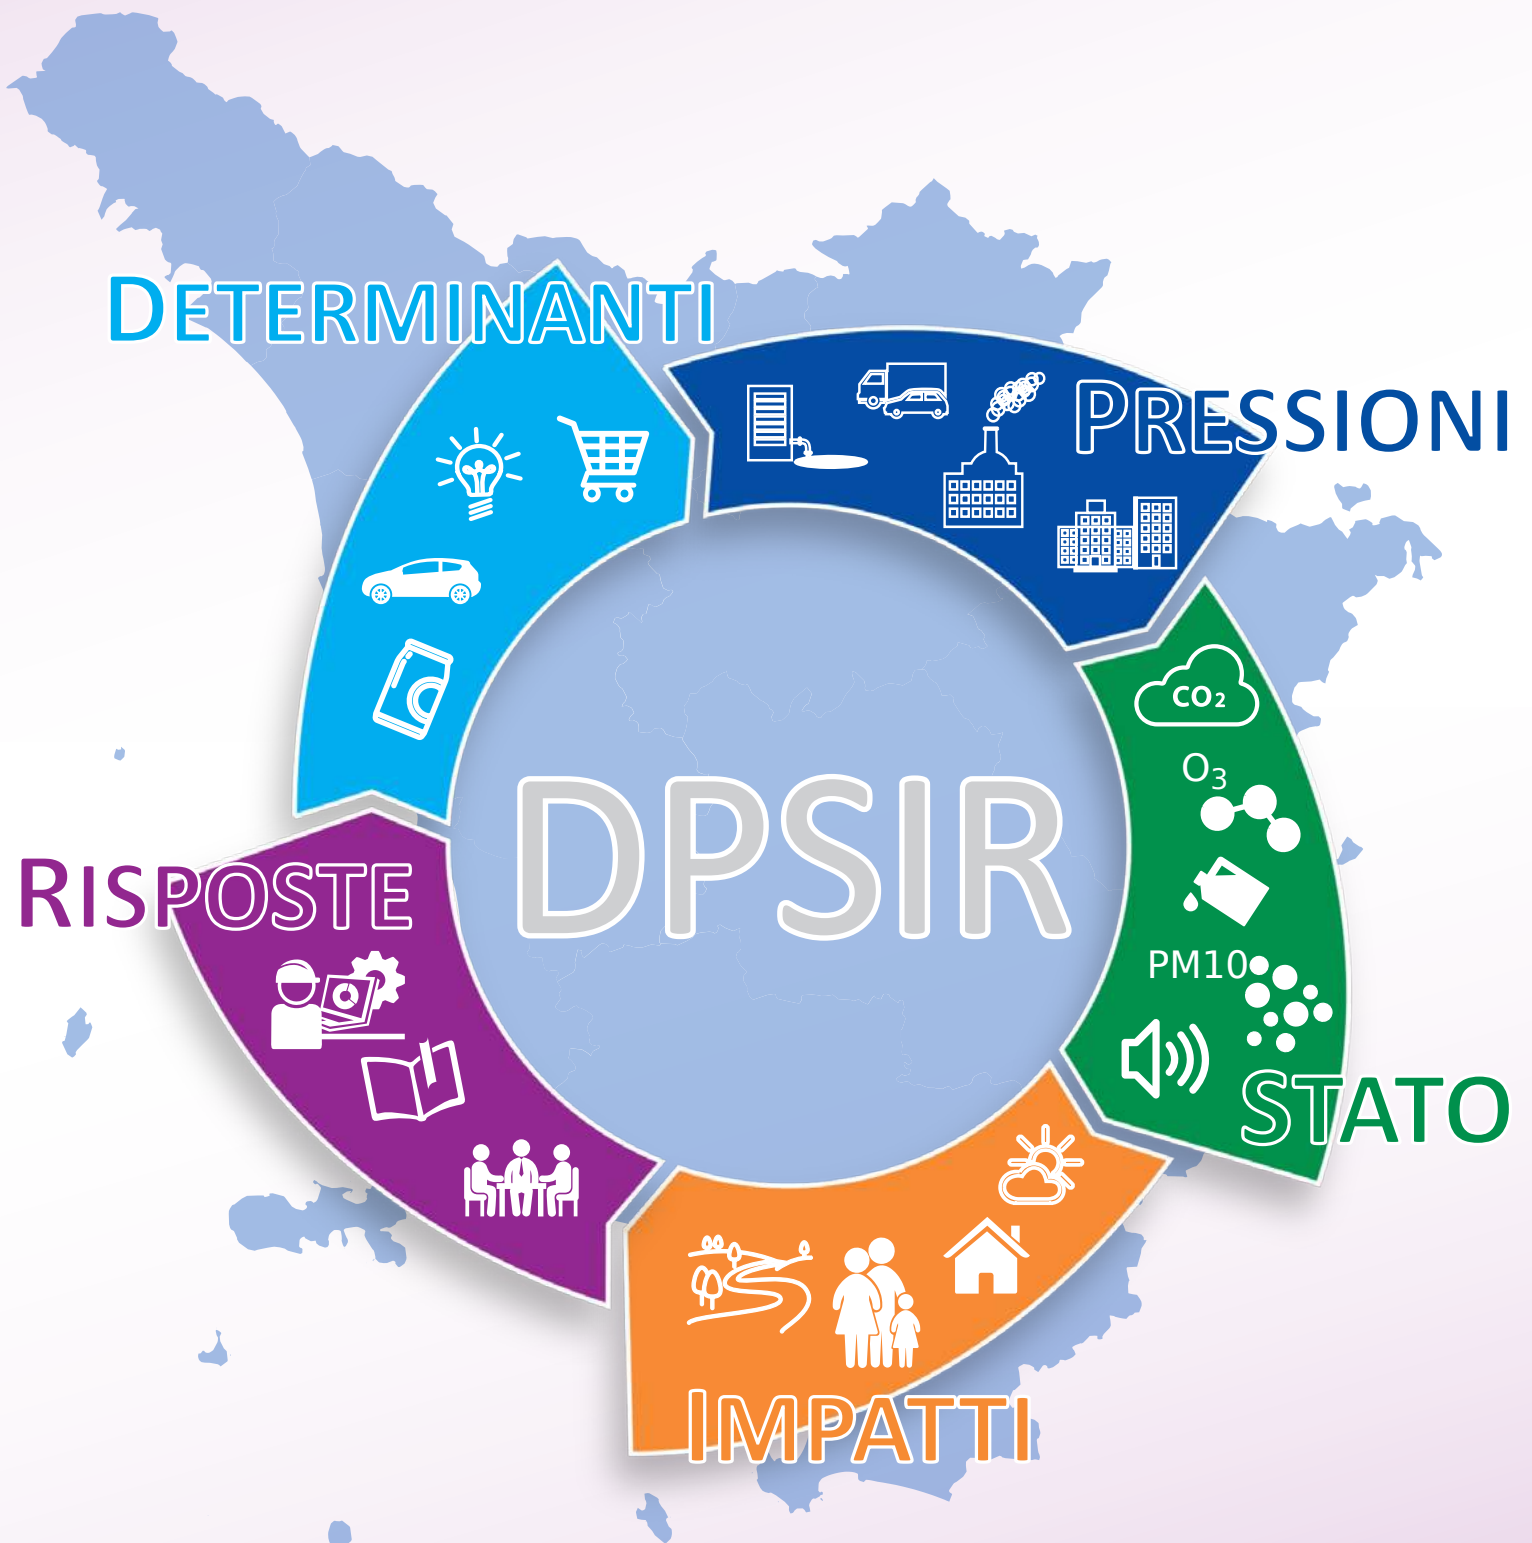 DETERMINANTI
PRESSIONI
CO₂
O₃
DPSIR
RISPOSTE
PM10
STATO
IMPATTI